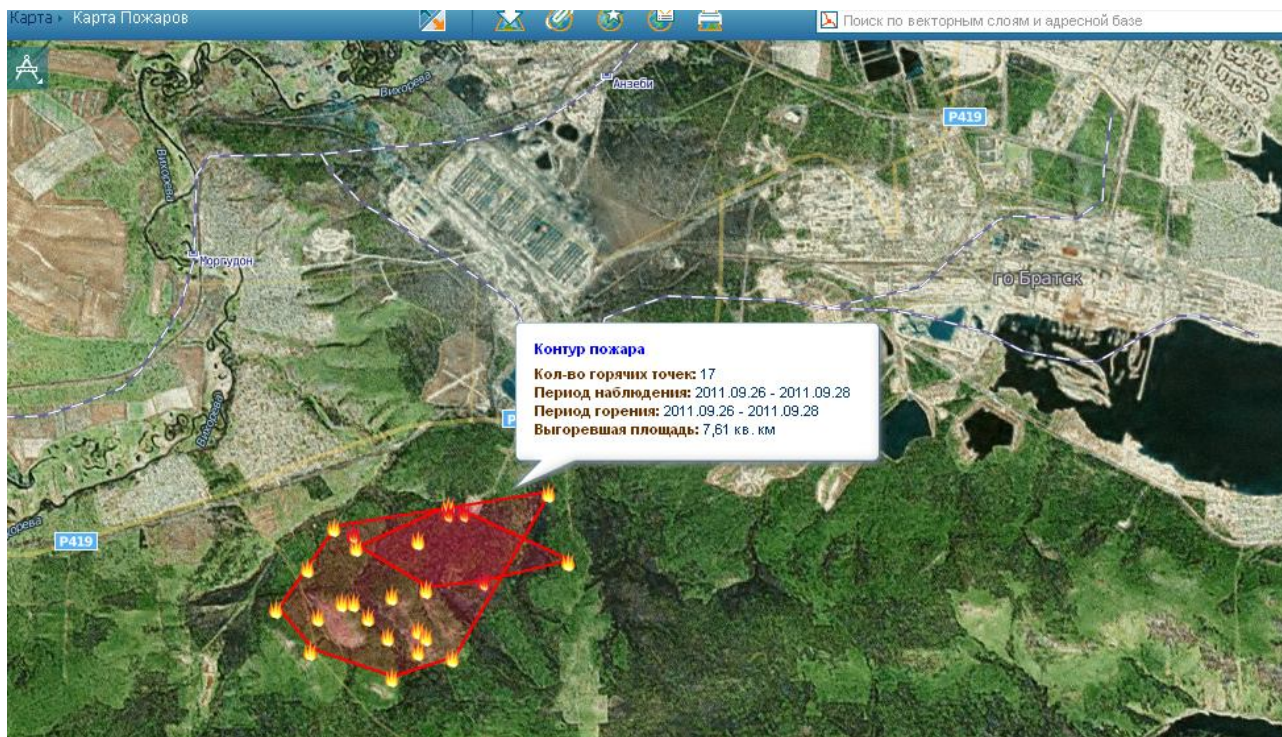 Карта › Карта Пожаров
Поиск по векторным слоям и адресной базе
Вихорева
Анзеби
Р419
Вихорева
Моргудон
го Братск
Контур пожара
Кол-во горячих точек: 17
Период наблюдения: 2011.09.26 - 2011.09.28
Период горения: 2011.09.26 - 2011.09.28
Выгоревшая площадь: 7,61 кв. км
Вихорева
Р419